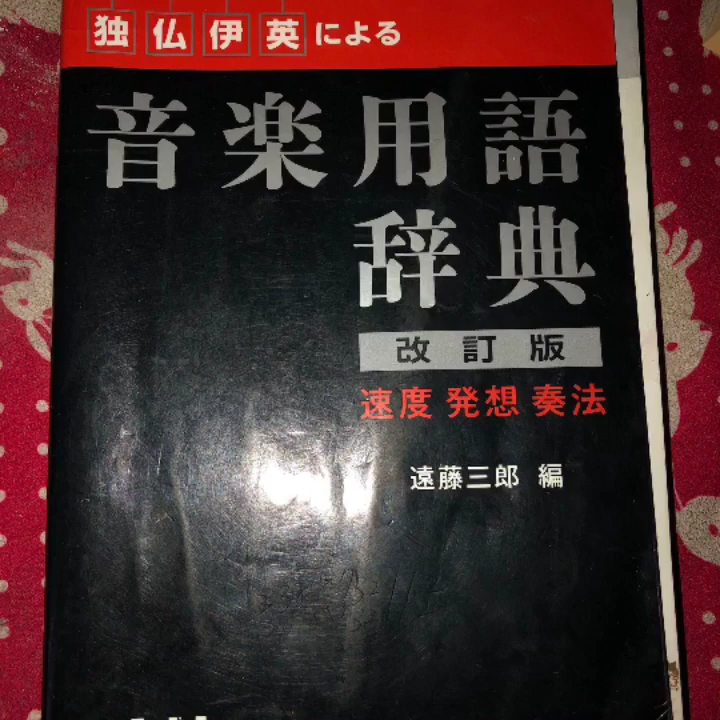 独仏伊英による
音楽用語
辞典
改訂版
速度 発想 奏法
遠藤三郎 編